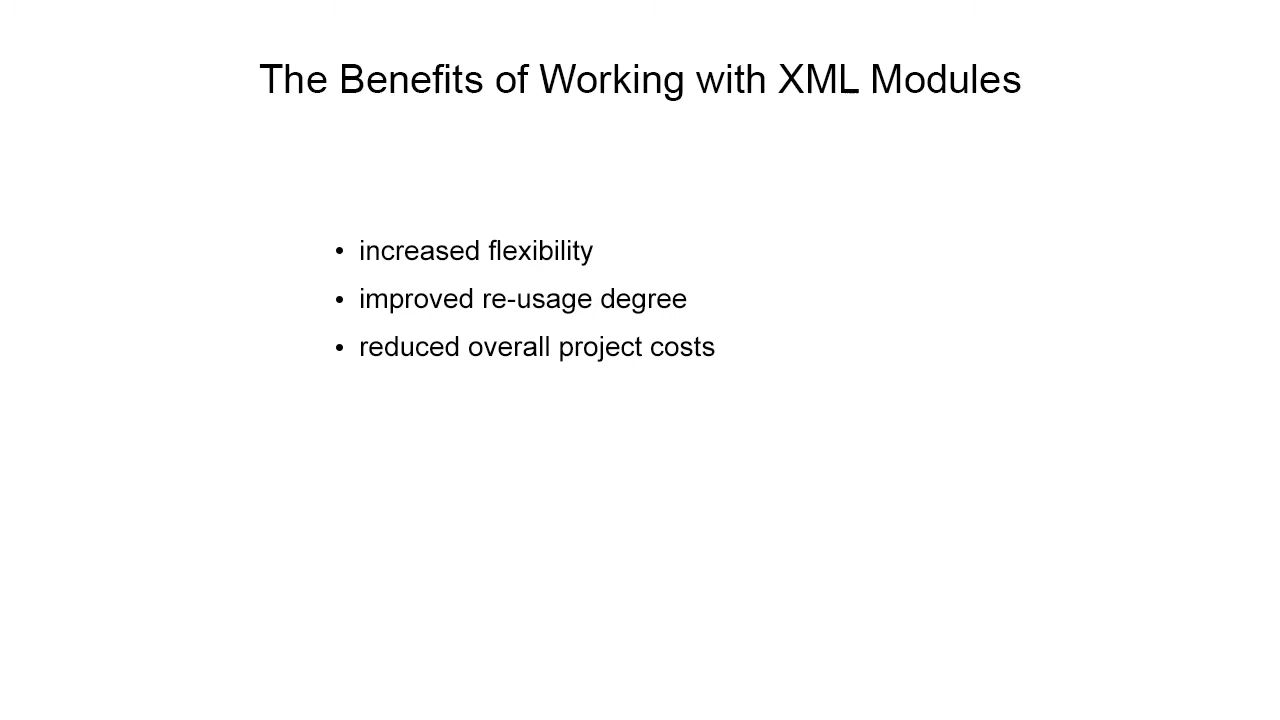 The Benefits of Working with XML Modules
• increased flexibility
• improved re-usage degree
• reduced overall project costs